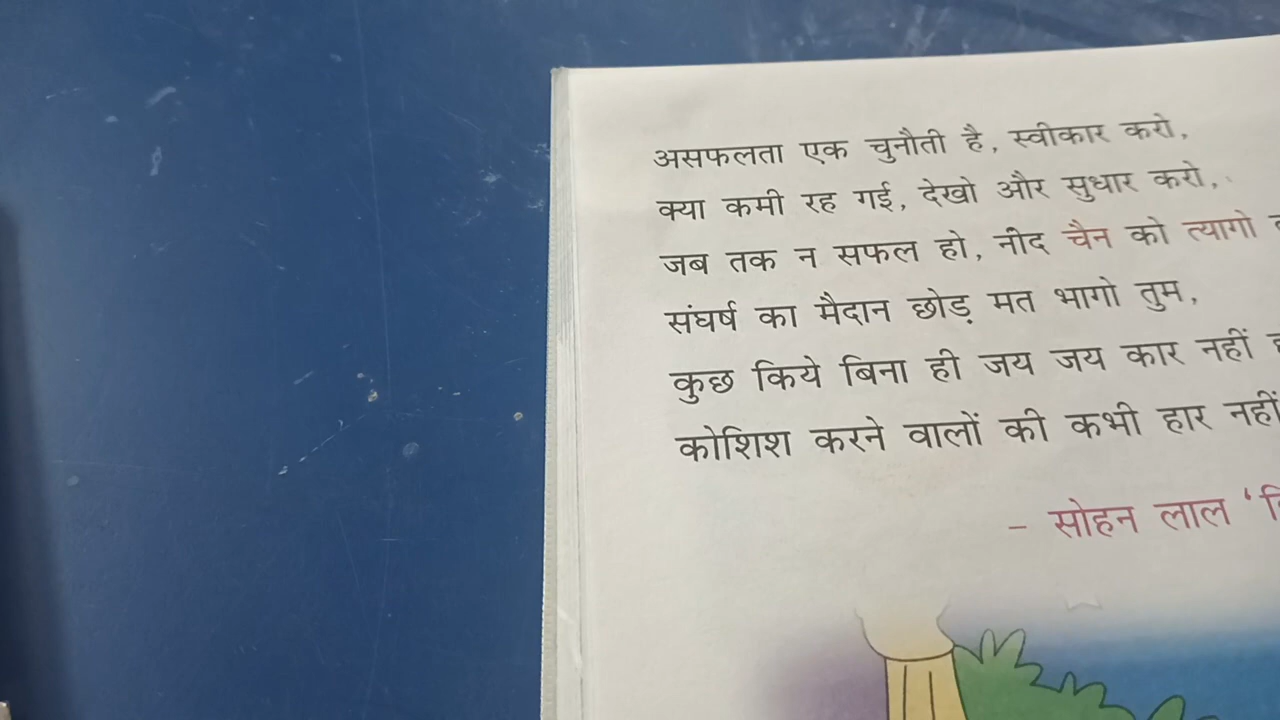 असफलता एक चुनौती है, स्वीकार करो,
क्या कमी रह गई, देखो और सुधार करो,
जब तक न सफल हो, नीद चैन को त्यागो
संघर्ष का मैदान छोड़ मत भागो तुम,
कुछ किये बिना ही जय जय कार नहीं
कोशिश करने वालों की कभी हार नहीं
– सोहन लाल ‘